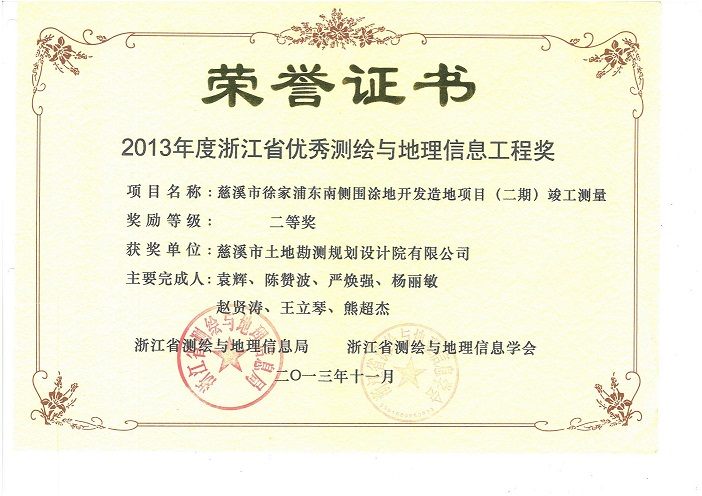 荣誉证书
2013年度浙江省优秀测绘与地理信息工程奖
项目名称：慈溪市徐家浦东南侧围涂地开发造地项目（二期）竣工测量
奖励等级： 二等奖
获奖单位：慈溪市土地勘测规划设计院有限公司
主要完成人：袁辉、陈赞波、严焕强、杨丽敏
赵贤涛、王立琴、熊超杰
浙江省测绘与地理信息局 浙江省测绘与地理信息学会
二〇一三年十一月
浙江省测绘与地理信息局
浙江省测绘与地理信息学会